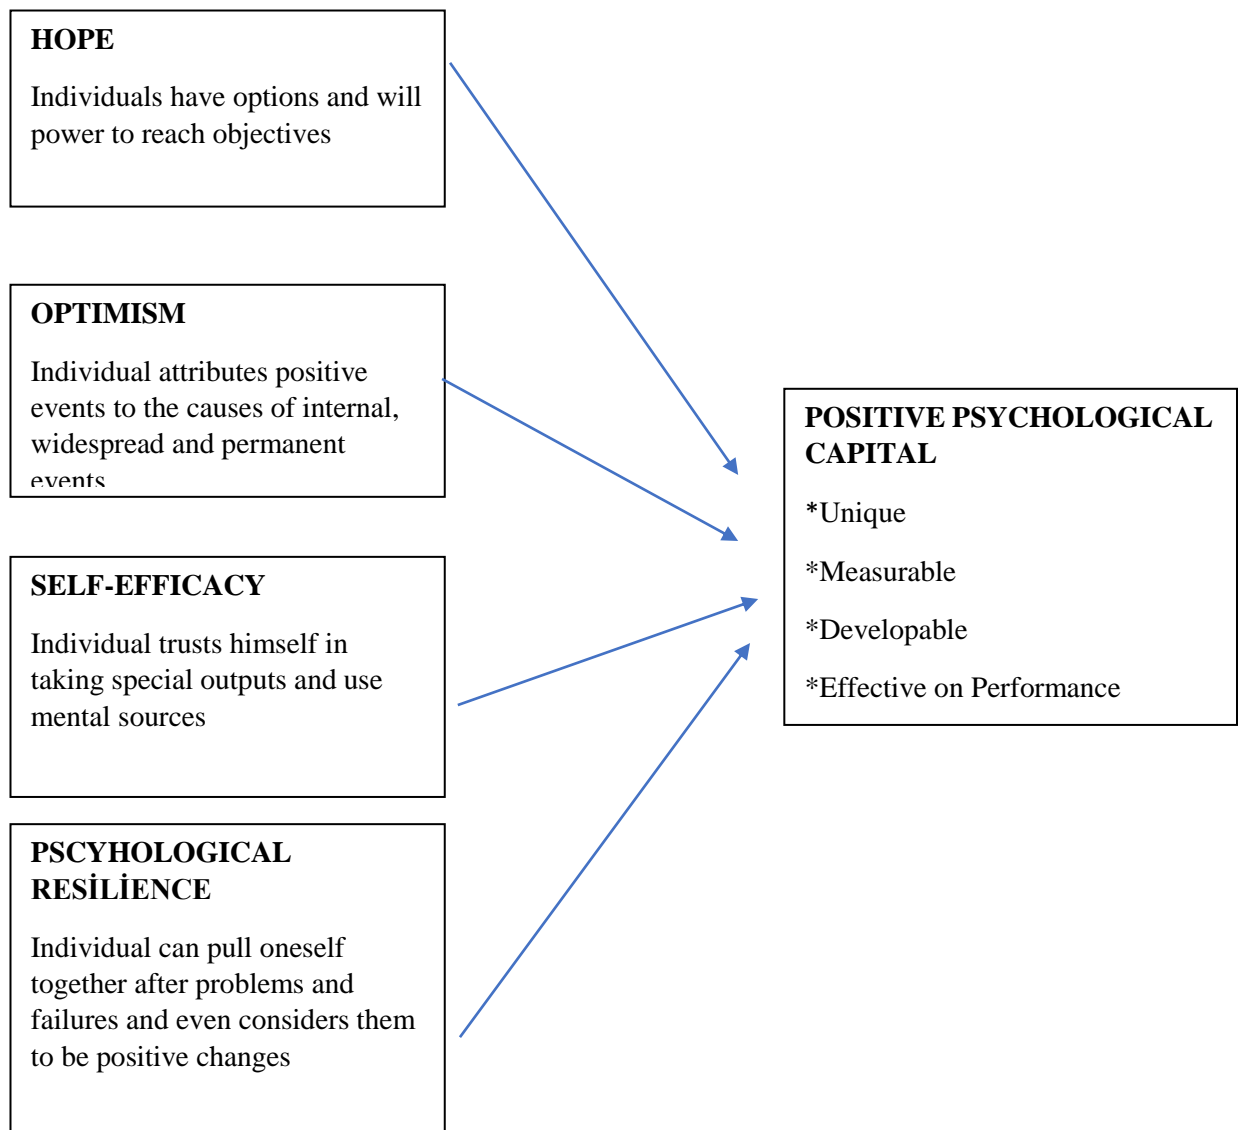 HOPE
Individuals have options and will
power to reach objectives
OPTIMISM
Individual attributes positive
events to the causes of internal,
widespread and permanent
events
SELF-EFFICACY
Individual trusts himself in
taking special outputs and use
mental sources
PSCYHOLOGICAL
RESİLİENCE
Individual can pull oneself
together after problems and
failures and even considers them
to be positive changes
POSITIVE PSYCHOLOGICAL
CAPITAL
*Unique
*Measurable
*Developable
*Effective on Performance